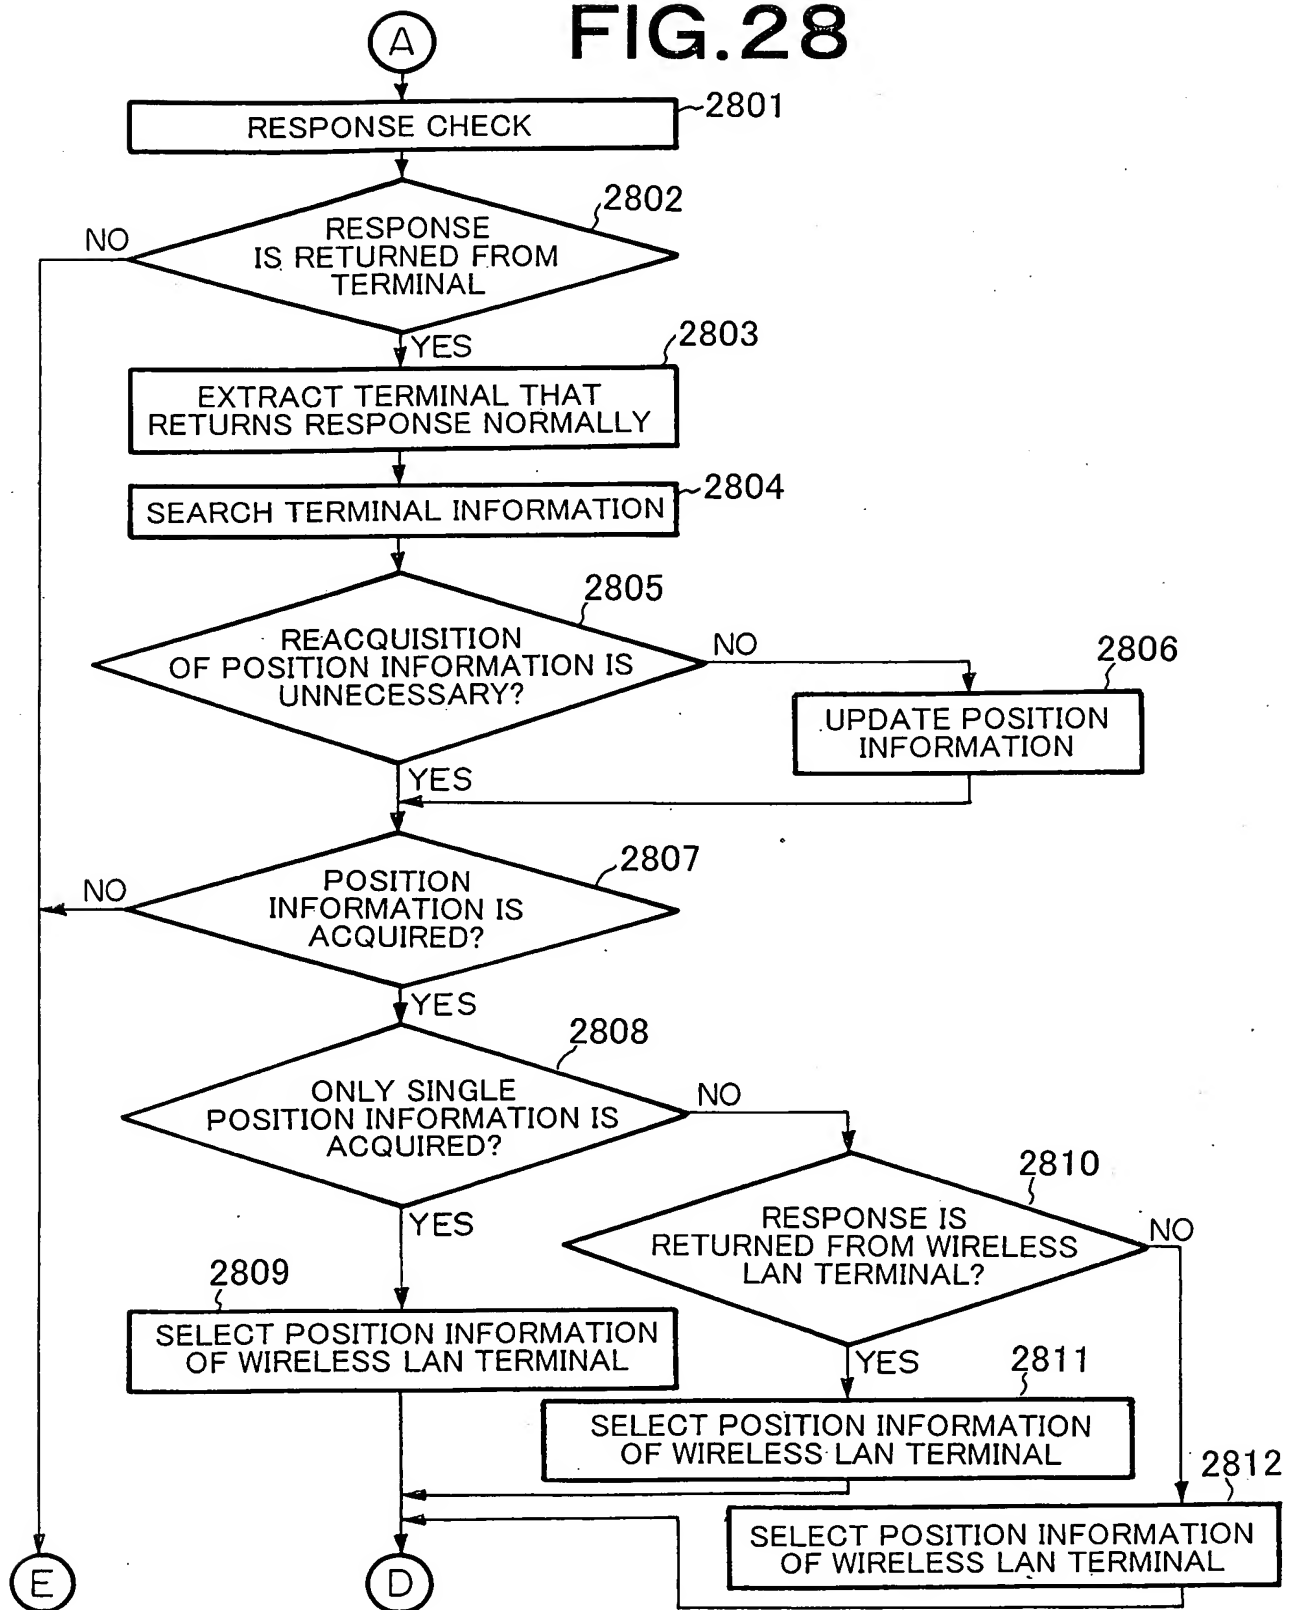 FIG.28
A
RESPONSE CHECK
2801
2802
RESPONSE
IS RETURNED FROM
TERMINAL
NO
YES
2803
EXTRACT TERMINAL THAT
RETURNS RESPONSE NORMALLY
2804
SEARCH TERMINAL INFORMATION
2805
REACQUISITION
OF POSITION INFORMATION IS
UNNECESSARY?
NO
2806
UPDATE POSITION
INFORMATION
YES
2807
POSITION
INFORMATION IS
ACQUIRED?
NO
YES
2808
ONLY SINGLE
POSITION INFORMATION IS
ACQUIRED?
NO
YES
2810
RESPONSE IS
RETURNED FROM WIRELESS
LAN TERMINAL?
NO
YES
2809
SELECT POSITION INFORMATION
OF WIRELESS LAN TERMINAL
2811
SELECT POSITION INFORMATION
OF WIRELESS LAN TERMINAL
2812
SELECT POSITION INFORMATION
OF WIRELESS LAN TERMINAL
E
D